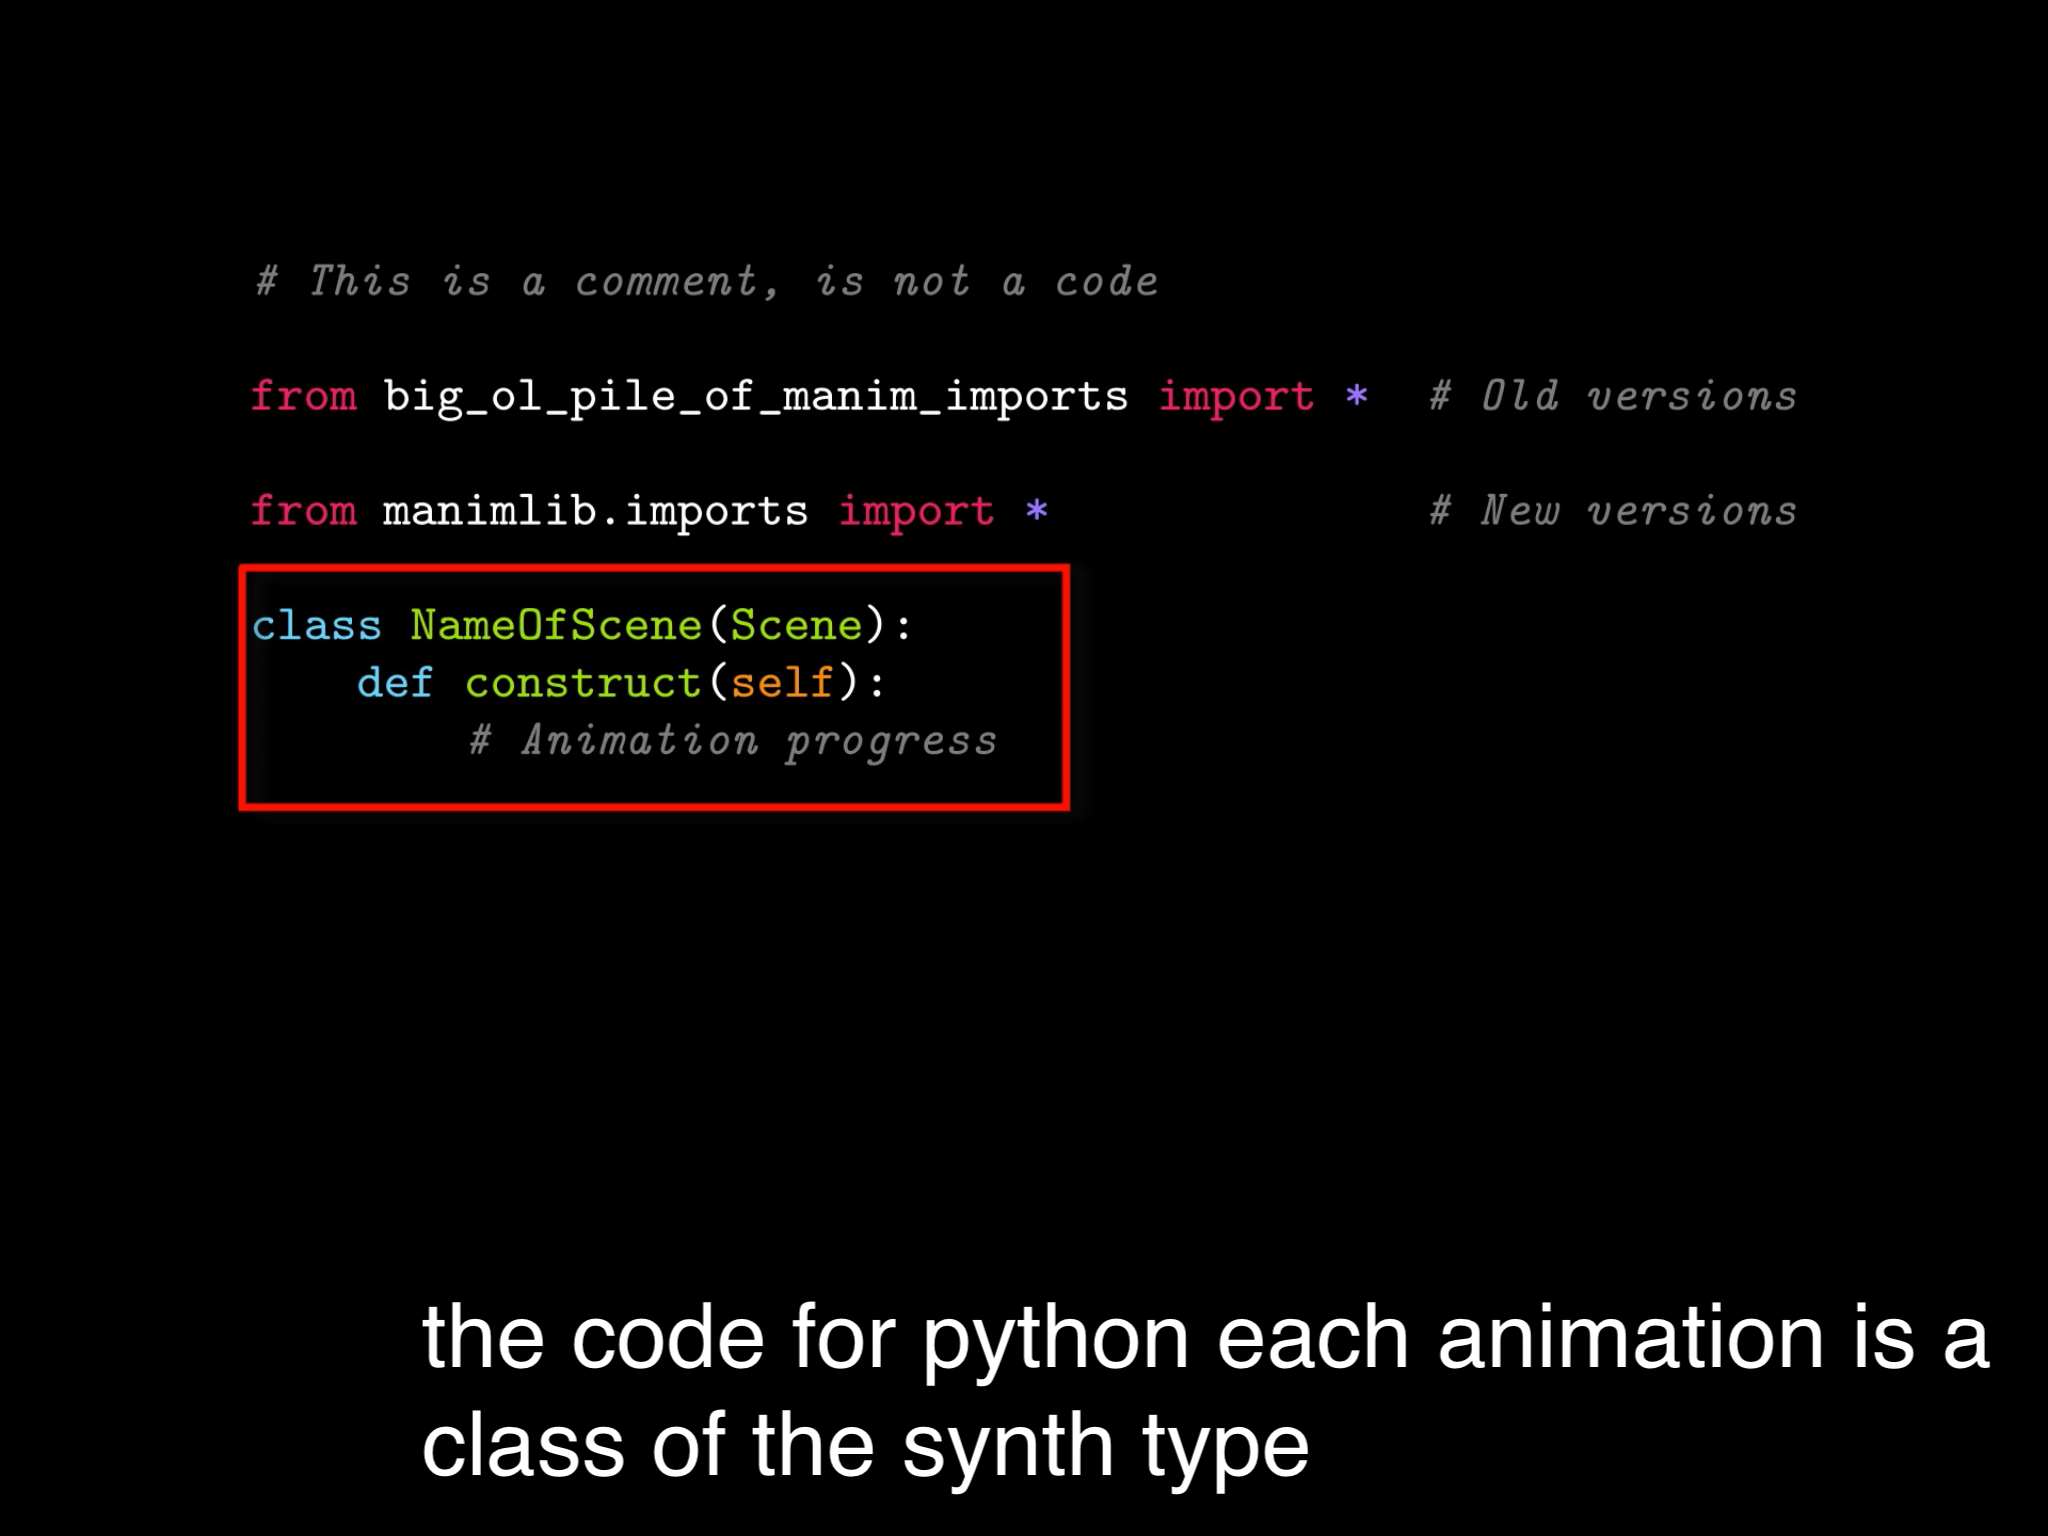 # This is a comment, is not a code
from big_ol_pile_of_manim_imports import * # Old versions
from manimlib.imports import * # New versions
class NameOfScene(Scene):
def construct(self):
# Animation progress
the code for python each animation is a
class of the synth type